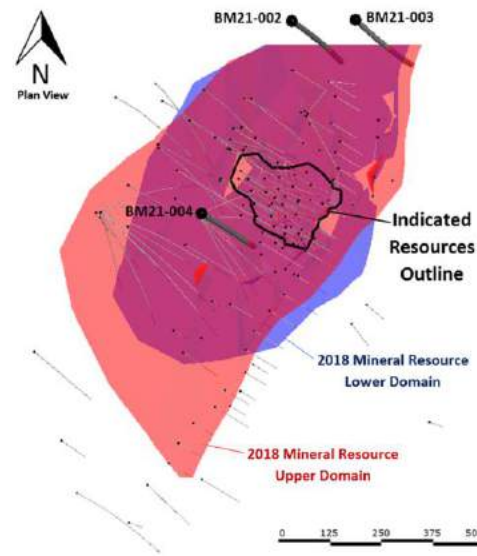 BM21-002
BM21-003
N
Plan View
BM21-004
Indicated
Resources
Outline
2018 Mineral Resource
Lower Domain
2018 Mineral Resource
Upper Domain
0 125 250 375